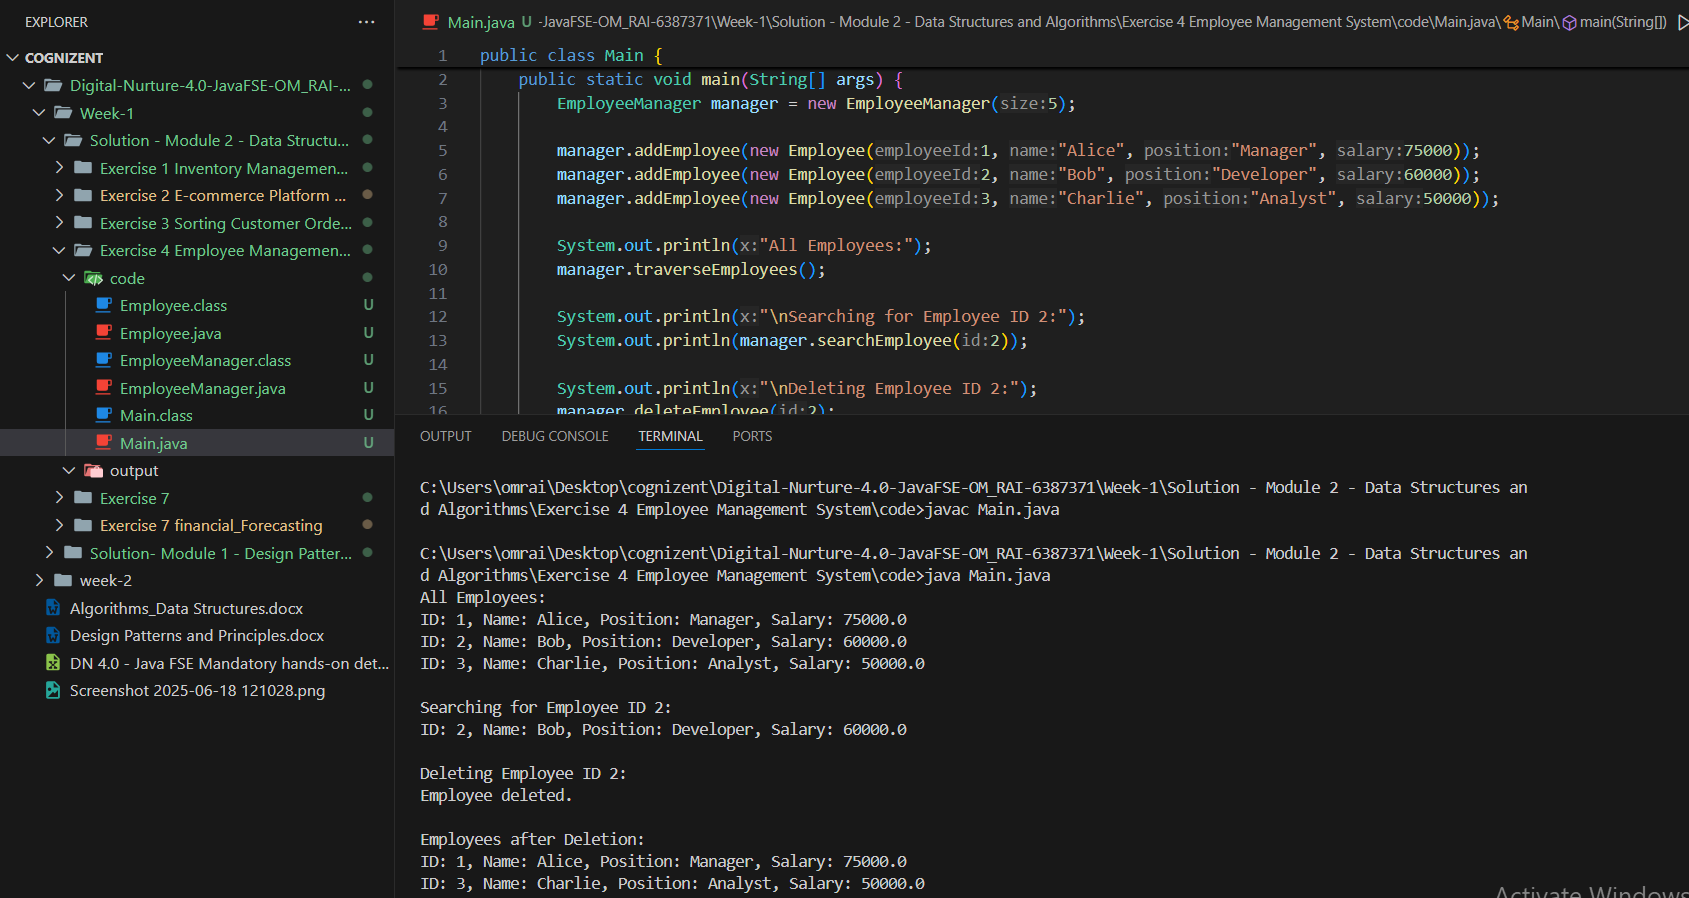 EXPLORER
COGNIZENT
Digital-Nurture-4.0-JavaFSE-OM_RAI-...
Week-1
Solution - Module 2 - Data Structu...
Exercise 1 Inventory Managemen...
Exercise 2 E-commerce Platform ...
Exercise 3 Sorting Customer Orde...
Exercise 4 Employee Managemen...
code
Employee.class U
Employee.java U
EmployeeManager.class U
EmployeeManager.java U
Main.class U
Main.java U
output
Exercise 7
Exercise 7 financial_Forecasting
Solution- Module 1 - Design Patter...
week-2
Algorithms_Data Structures.docx
Design Patterns and Principles.docx
DN 4.0 - Java FSE Mandatory hands-on det...
Screenshot 2025-06-18 121028.png
Main.java U -JavaFSE-OM_RAI-6387371\Week-1\Solution - Module 2 - Data Structures and Algorithms\Exercise 4 Employee Management System\code\Main.java\Main\main(String[])
1 public class Main {
2 public static void main(String[] args) {
3 EmployeeManager manager = new EmployeeManager(size:5);
4
5 manager.addEmployee(new Employee(employeeId:1, name:"Alice", position:"Manager", salary:75000));
6 manager.addEmployee(new Employee(employeeId:2, name:"Bob", position:"Developer", salary:60000));
7 manager.addEmployee(new Employee(employeeId:3, name:"Charlie", position:"Analyst", salary:50000));
8
9 System.out.println(x:"All Employees:");
10 manager.traverseEmployees();
11
12 System.out.println(x:"\nSearching for Employee ID 2:");
13 System.out.println(manager.searchEmployee(id:2));
14
15 System.out.println(x:"\nDeleting Employee ID 2:");
16 manager.deleteEmployee(id:2);
OUTPUT DEBUG CONSOLE TERMINAL PORTS
C:\Users\omrai\Desktop\cognizent\Digital-Nurture-4.0-JavaFSE-OM_RAI-6387371\Week-1\Solution - Module 2 - Data Structures an
d Algorithms\Exercise 4 Employee Management System\code>javac Main.java
C:\Users\omrai\Desktop\cognizent\Digital-Nurture-4.0-JavaFSE-OM_RAI-6387371\Week-1\Solution - Module 2 - Data Structures an
d Algorithms\Exercise 4 Employee Management System\code>java Main.java
All Employees:
ID: 1, Name: Alice, Position: Manager, Salary: 75000.0
ID: 2, Name: Bob, Position: Developer, Salary: 60000.0
ID: 3, Name: Charlie, Position: Analyst, Salary: 50000.0
Searching for Employee ID 2:
ID: 2, Name: Bob, Position: Developer, Salary: 60000.0
Deleting Employee ID 2:
Employee deleted.
Employees after Deletion:
ID: 1, Name: Alice, Position: Manager, Salary: 75000.0
ID: 3, Name: Charlie, Position: Analyst, Salary: 50000.0
Activate Windows